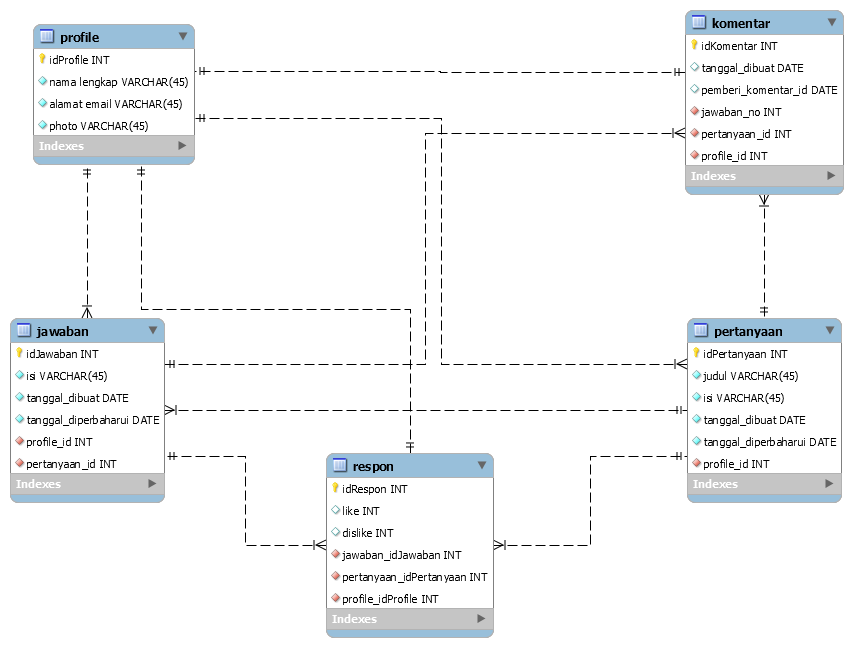 profile
idProfile INT
nama lengkap VARCHAR(45)
alamat email VARCHAR(45)
photo VARCHAR(45)
Indexes
komentar
idKomentar INT
tanggal_dibuat DATE
pemberi_komentar_id DATE
jawaban_no INT
pertanyaan_id INT
profile_id INT
Indexes
jawaban
idJawaban INT
isi VARCHAR(45)
tanggal_dibuat DATE
tanggal_diperbaharui DATE
profile_id INT
pertanyaan_id INT
Indexes
respon
idRespon INT
like INT
dislike INT
jawaban_idJawaban INT
pertanyaan_idPertanyaan INT
profile_idProfile INT
Indexes
pertanyaan
idPertanyaan INT
judul VARCHAR(45)
isi VARCHAR(45)
tanggal_dibuat DATE
tanggal_diperbaharui DATE
profile_id INT
Indexes